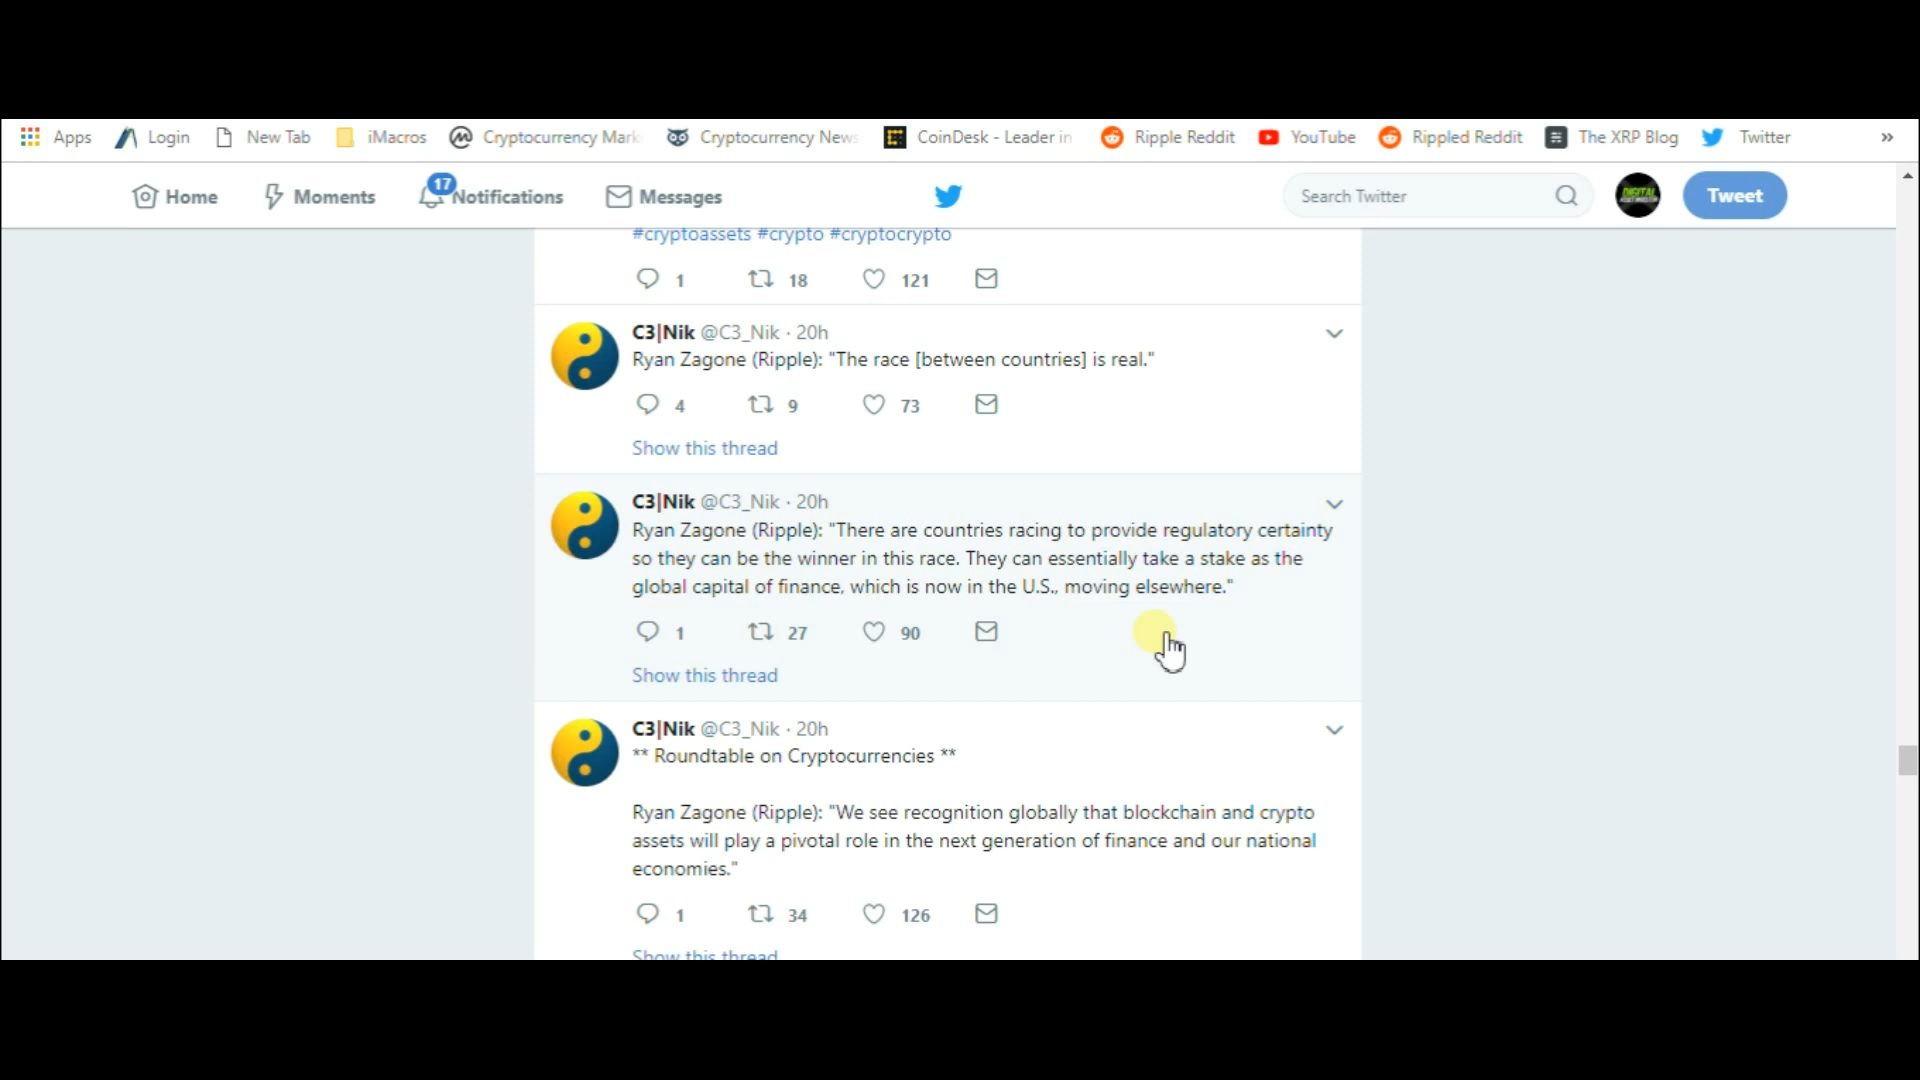 Apps Login New Tab iMacros Cryptocurrency Mark Cryptocurrency News CoinDesk - Leader in Ripple Reddit YouTube Rippled Reddit The XRP Blog Twitter »
Home Moments 17 Notifications Messages Search Twitter DIGITAL Tweet
#cryptoassets #crypto #cryptocrypto
1 18 121
C3|Nik @C3_Nik · 20h
Ryan Zagone (Ripple): "The race [between countries] is real."
4 9 73
Show this thread
C3|Nik @C3_Nik · 20h
Ryan Zagone (Ripple): "There are countries racing to provide regulatory certainty
so they can be the winner in this race. They can essentially take a stake as the
global capital of finance, which is now in the U.S., moving elsewhere."
1 27 90
Show this thread
C3|Nik @C3_Nik · 20h
** Roundtable on Cryptocurrencies **
Ryan Zagone (Ripple): "We see recognition globally that blockchain and crypto
assets will play a pivotal role in the next generation of finance and our national
economies."
1 34 126
Show this thread